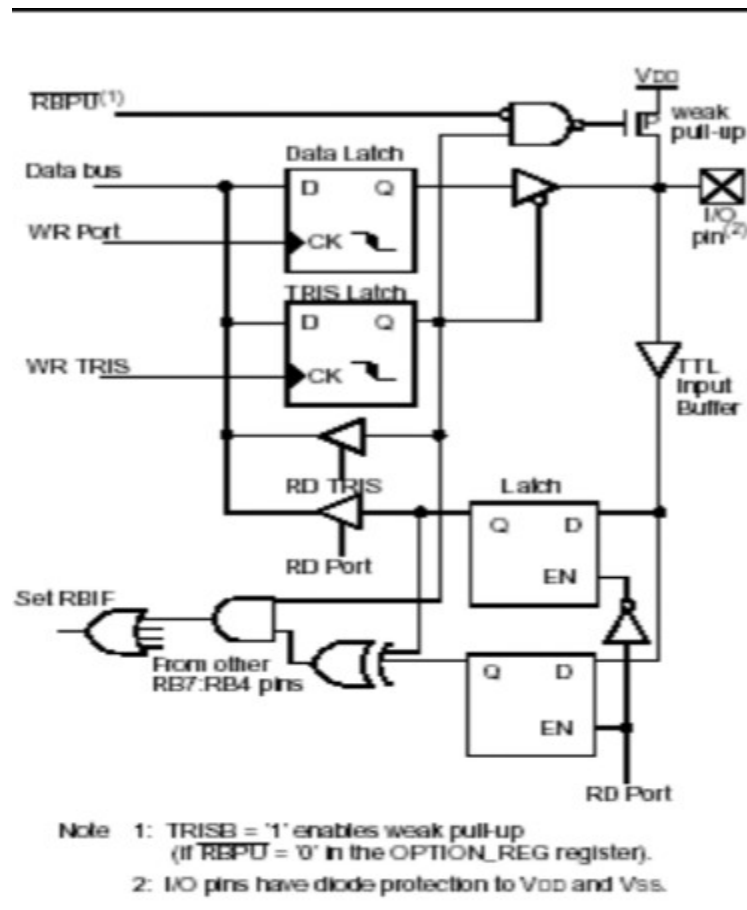 VDD
RBPU(1)
weak
pull-up
P
Data Latch
Data bus
D Q
I/O
pin(2)
WR Port
CK
TRIS Latch
D Q
WR TRIS
CK
TTL
Input
Buffer
RD TRIS
Latch
Q D
RD Port
EN
Set RBIF
From other
RB7:RB4 pins
Q D
EN
RD Port
Note 1: TRISB = '1' enables weak pull-up
(if RBPU = '0' in the OPTION_REG register).
2: I/O pins have diode protection to VDD and VSS.